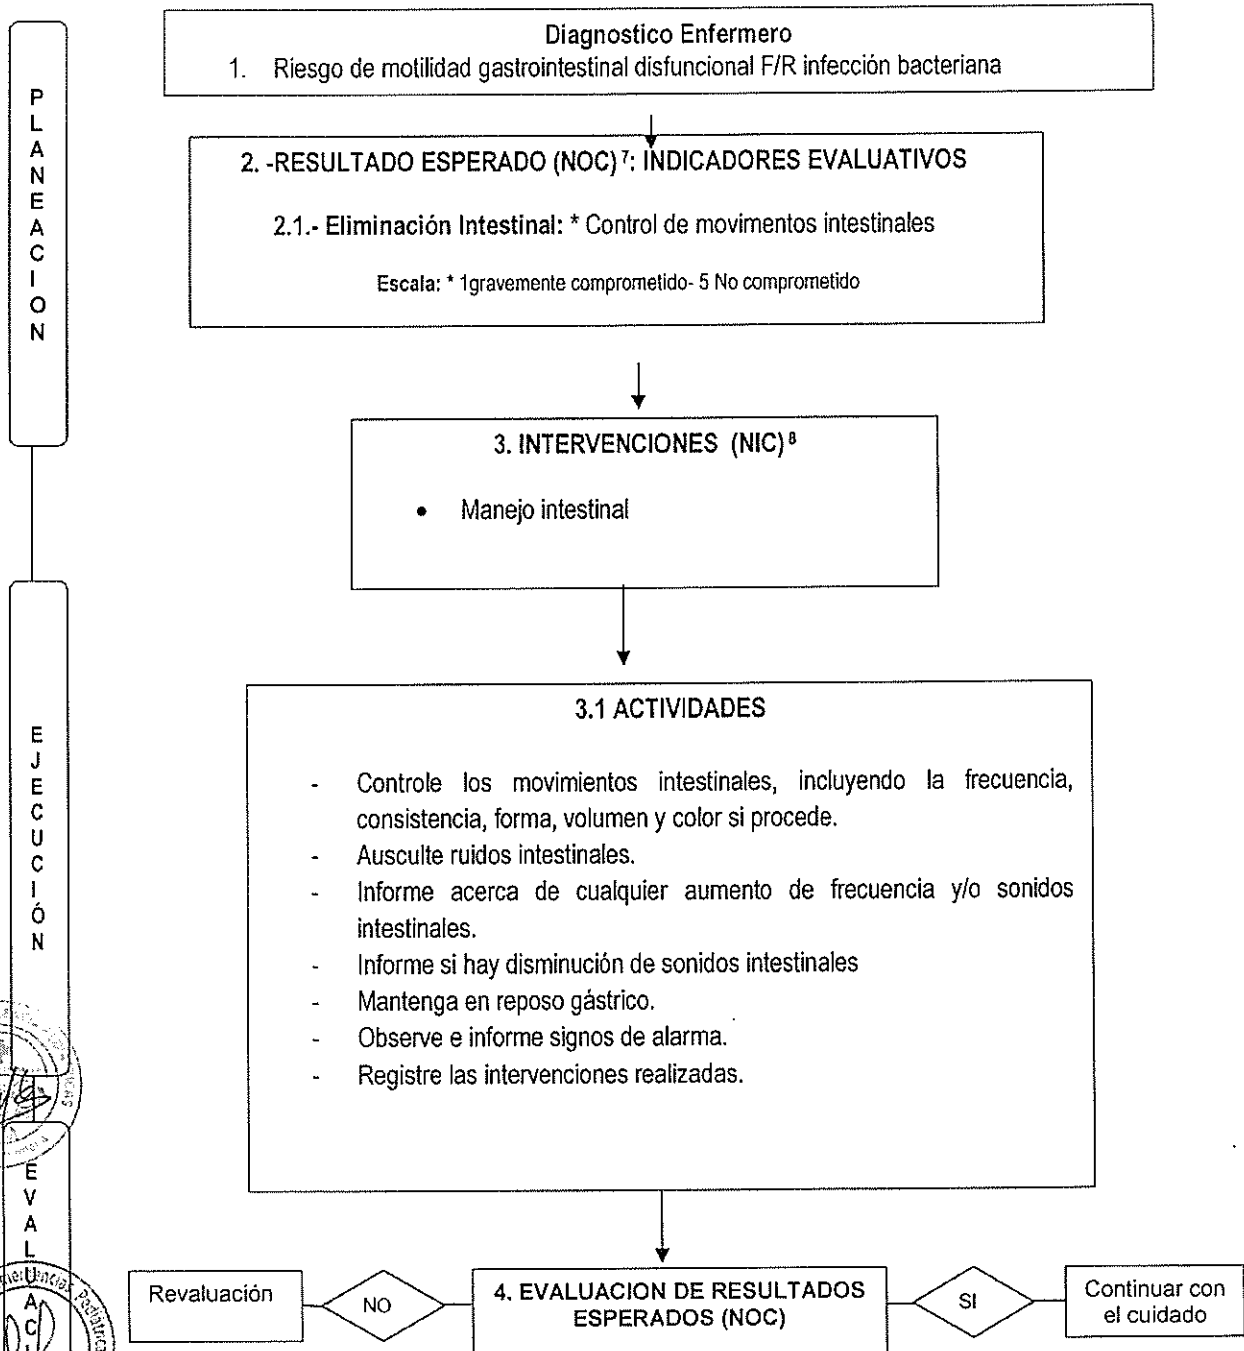 PLANEACION
Diagnostico Enfermero
1. Riesgo de motilidad gastrointestinal disfuncional F/R infección bacteriana
2. -RESULTADO ESPERADO (NOC) ⁷: INDICADORES EVALUATIVOS
2.1.- Eliminación Intestinal: * Control de movimentos intestinales
Escala: * 1gravemente comprometido- 5 No comprometido
3. INTERVENCIONES (NIC) ⁸
• Manejo intestinal
EJECUCIÓN
3.1 ACTIVIDADES
- Controle los movimientos intestinales, incluyendo la frecuencia,
consistencia, forma, volumen y color si procede.
- Ausculte ruidos intestinales.
- Informe acerca de cualquier aumento de frecuencia y/o sonidos
intestinales.
- Informe si hay disminución de sonidos intestinales
- Mantenga en reposo gástrico.
- Observe e informe signos de alarma.
- Registre las intervenciones realizadas.
EVALUACI
Revaluación
NO
4. EVALUACION DE RESULTADOS
ESPERADOS (NOC)
SI
Continuar con
el cuidado